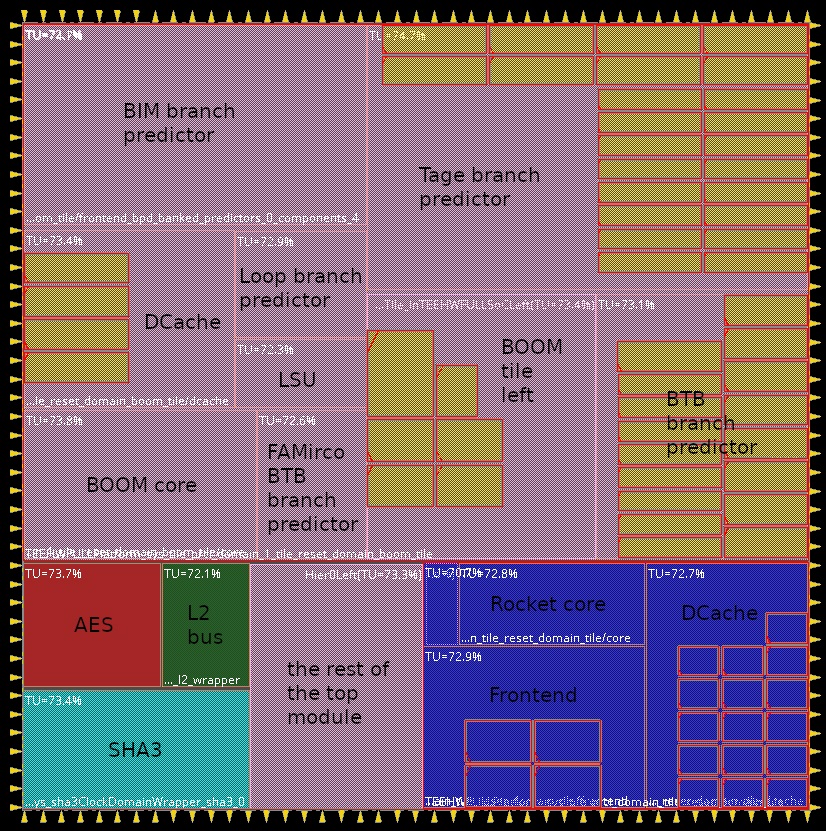 BIM branch
predictor
...om_tile/frontend_bpd_banked_predictors_0_components_4
TU=74.7%
Tage branch
predictor
TU=73.4%
DCache
...le_reset_domain_boom_tile/dcache
TU=72.9%
Loop branch
predictor
TU=72.3%
LSU
Tile_inTEEHWFULLSoCLeft(TU=73.4%)
BOOM
tile
left
TU=73.1%
BTB
branch
predictor
TU=73.8%
BOOM core
TU=72.6%
FAMirco
BTB
branch
predictor
TU=73.7%
AES
TU=72.1%
L2
bus
..._l2_wrapper
TU=73.4%
SHA3
...ys_sha3ClockDomainWrapper_sha3_0
Hier0Left(TU=73.3%)
the rest of
the top
module
TU=72.8%
Rocket core
...n_tile_reset_domain_tile/core
TU=72.9%
Frontend
TU=72.7%
DCache